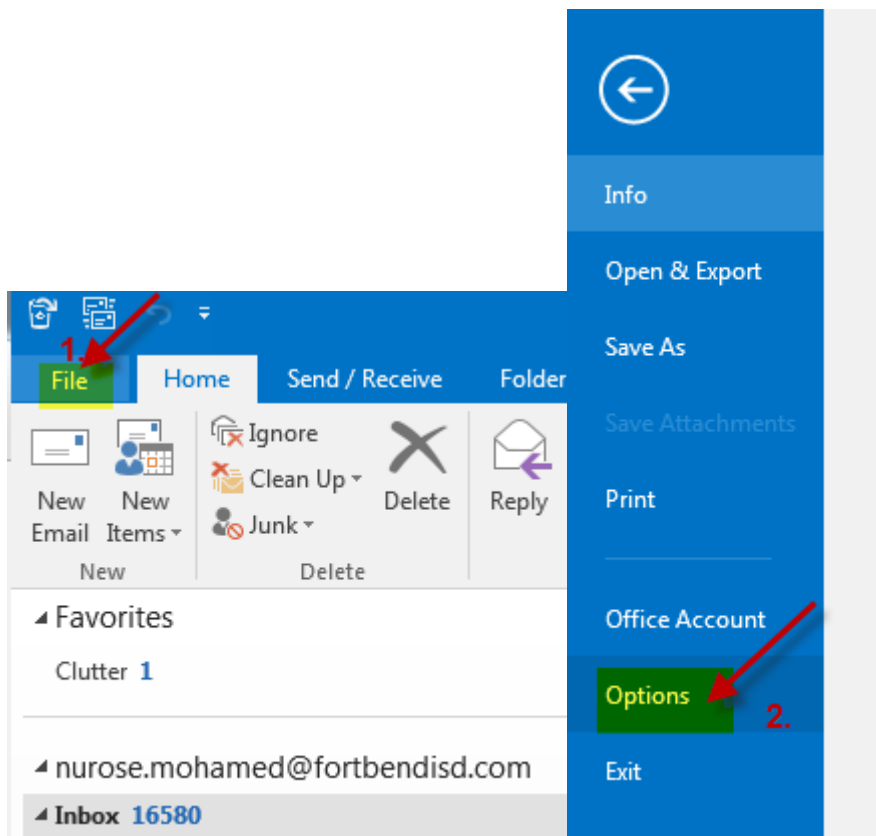 1.
File Home Send / Receive Folder
Ignore
Clean Up
Junk
New Email
New Items
Delete
Reply
New
Delete
Favorites
Clutter 1
nurose.mohamed@fortbendisd.com
Inbox 16580
Info
Open & Export
Save As
Save Attachments
Print
Office Account
Options
2.
Exit